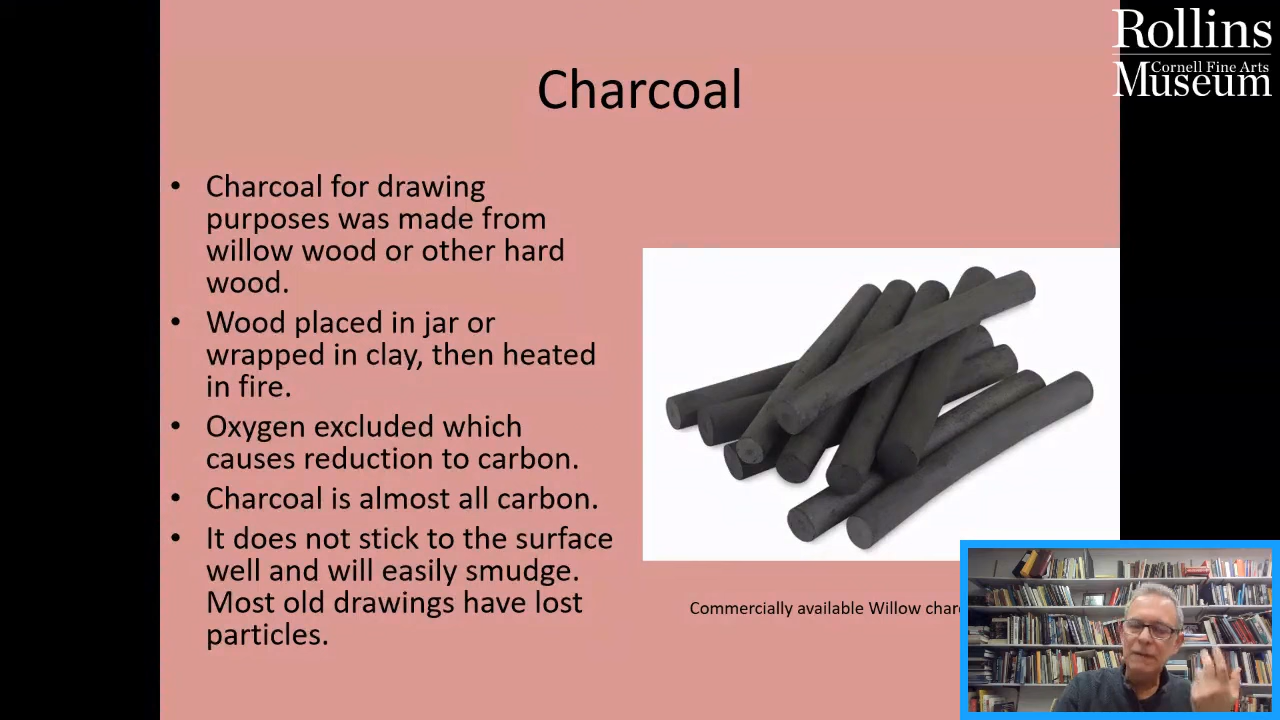 Rollins
Cornell Fine Arts
Museum
Charcoal
• Charcoal for drawing
purposes was made from
willow wood or other hard
wood.
• Wood placed in jar or
wrapped in clay, then heated
in fire.
• Oxygen excluded which
causes reduction to carbon.
• Charcoal is almost all carbon.
• It does not stick to the surface
well and will easily smudge.
Most old drawings have lost
particles.
Commercially available Willow